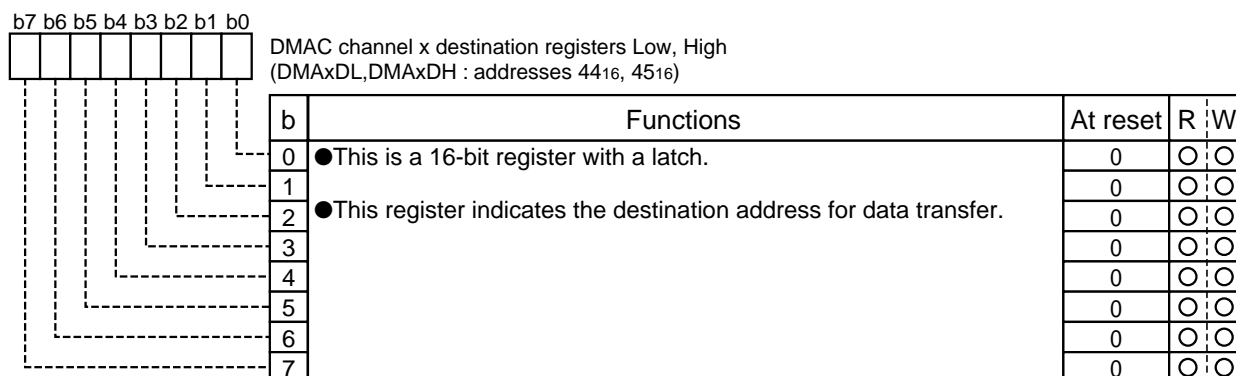 b7 b6 b5 b4 b3 b2 b1 b0
DMAC channel x destination registers Low, High
(DMAxDL,DMAxDH : addresses 4416, 4516)
b Functions At reset R W
0 ●This is a 16-bit register with a latch. 0 ○ ○
1 0 ○ ○
2 ●This register indicates the destination address for data transfer. 0 ○ ○
3 0 ○ ○
4 0 ○ ○
5 0 ○ ○
6 0 ○ ○
7 0 ○ ○